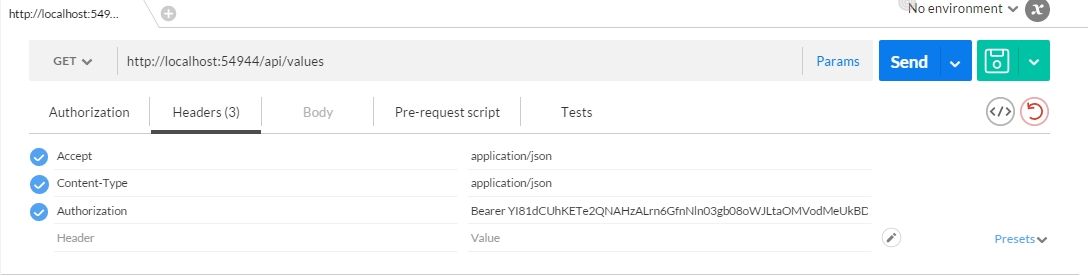 http://localhost:549...
No environment
GET http://localhost:54944/api/values Params Send
Authorization Headers (3) Body Pre-request script Tests
Accept application/json
Content-Type application/json
Authorization Bearer YI81dCUhKETe2QNAHzALrn6GfnNln03gb08oWJLtaOMVodMeUkBD
Header Value Presets